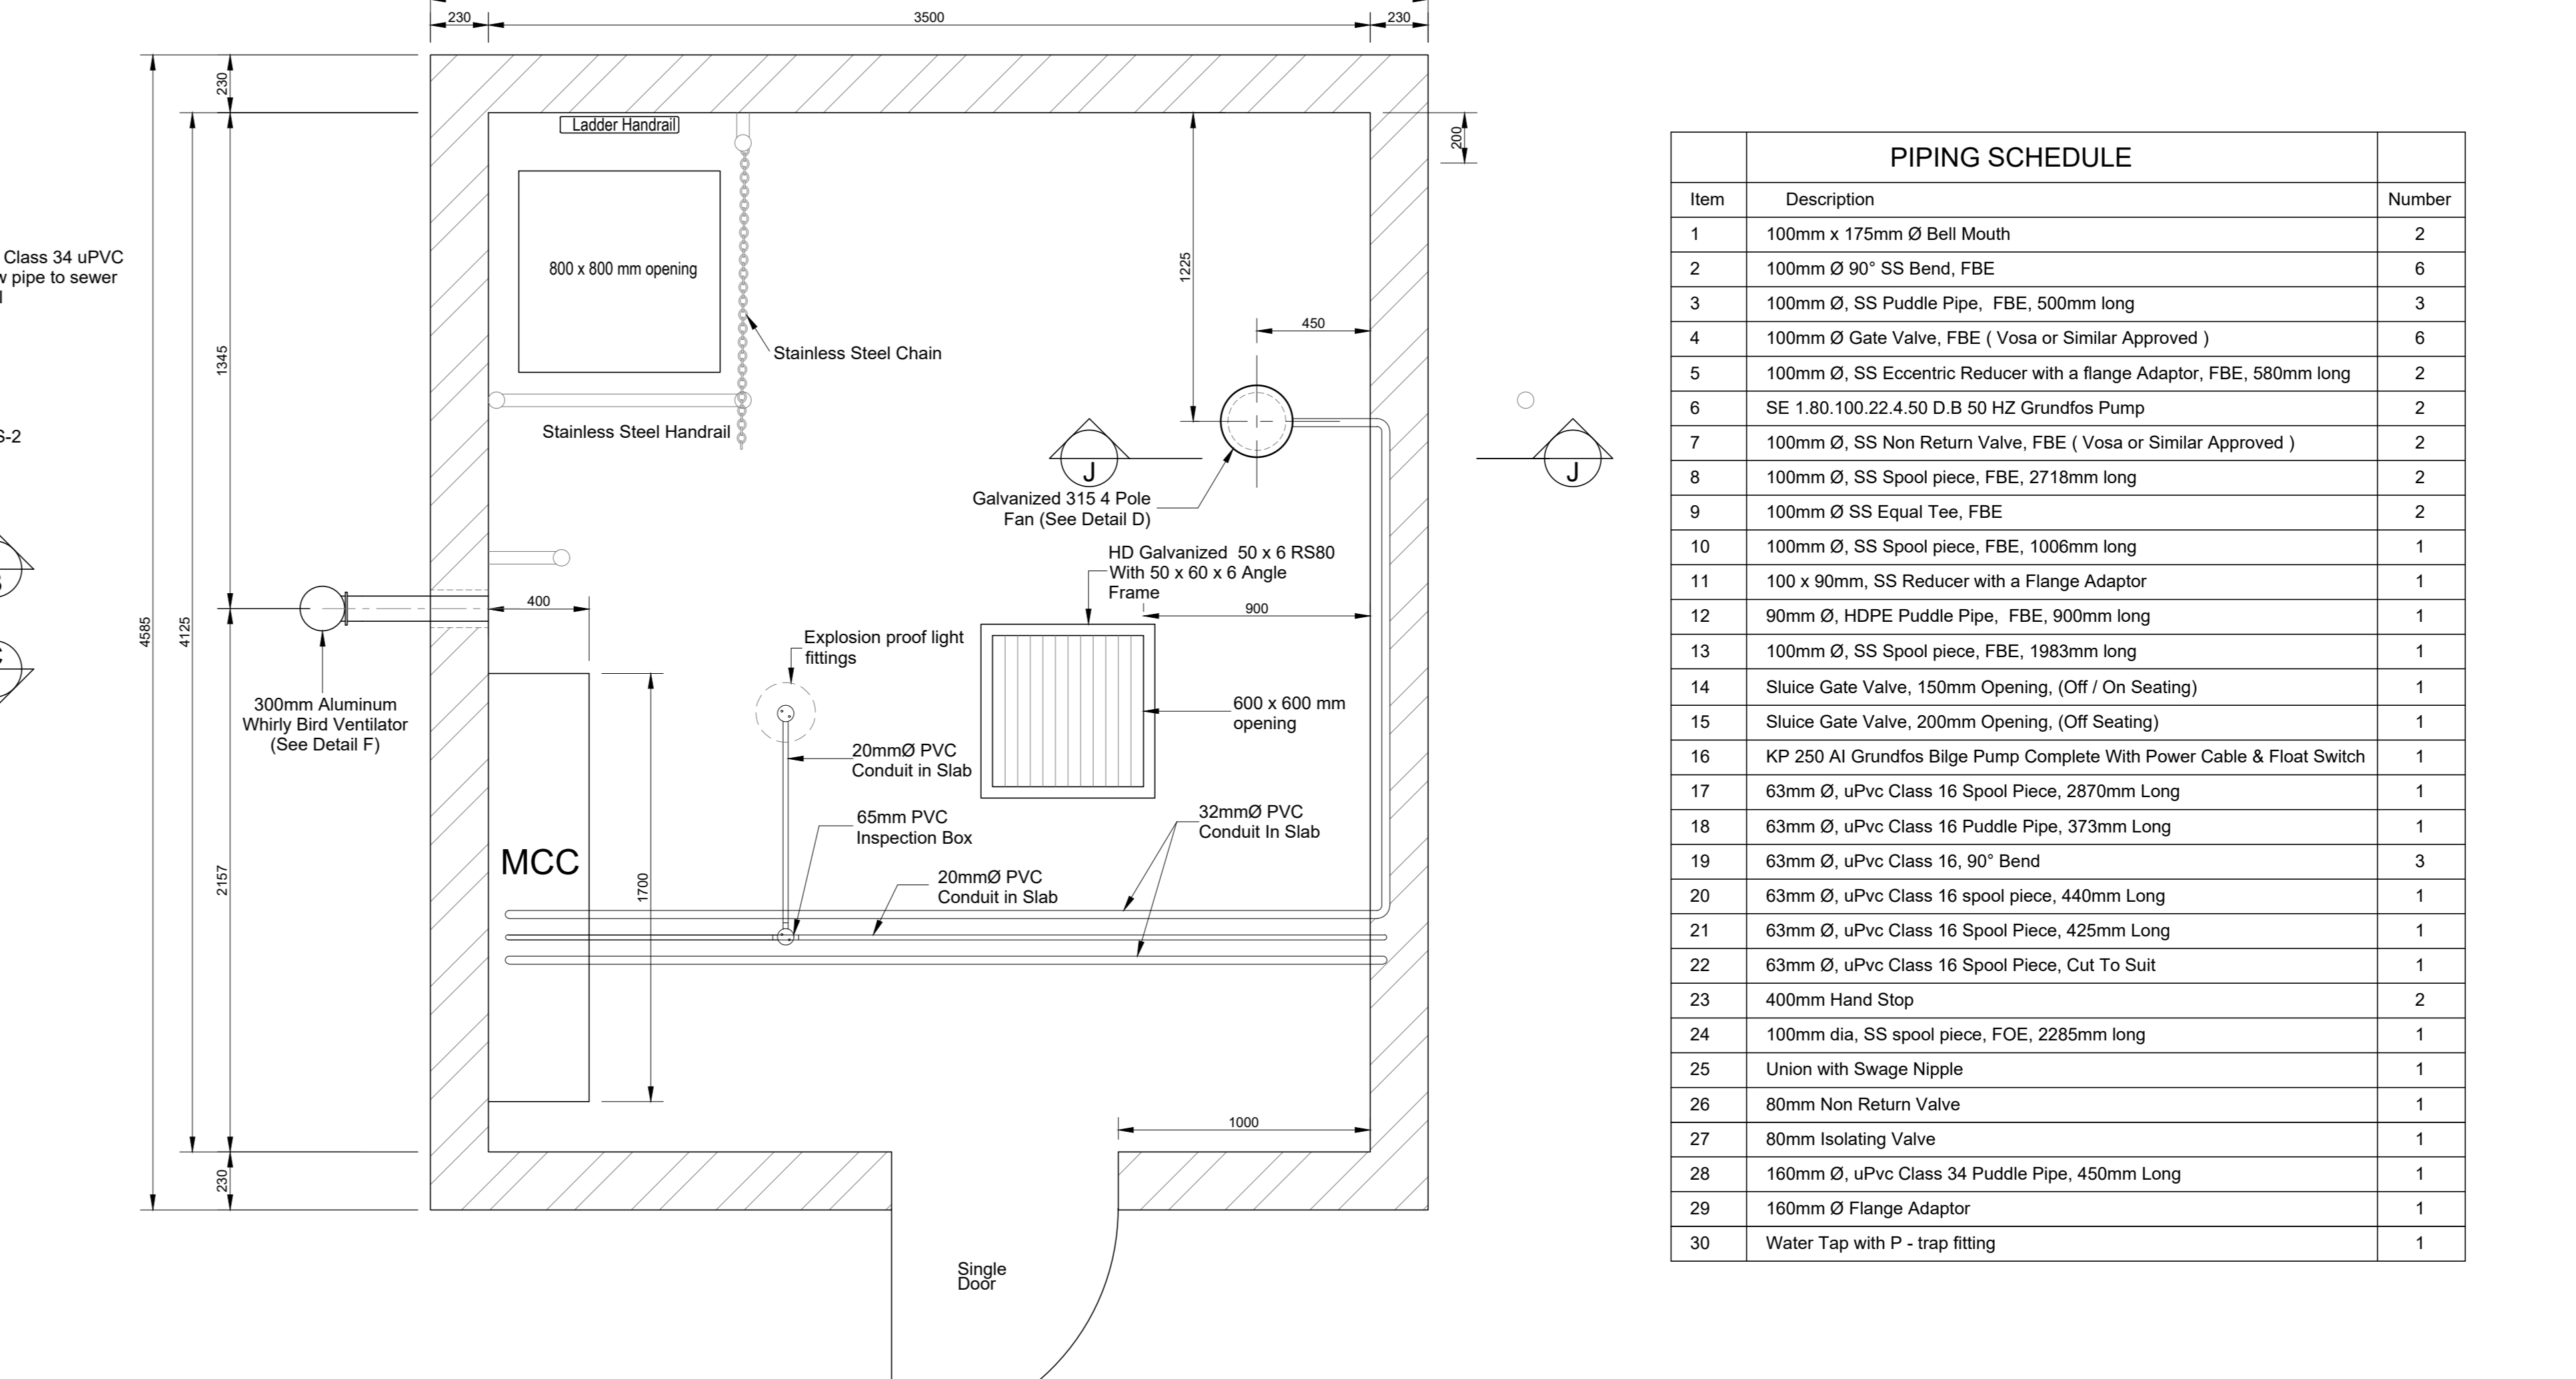 230
3500
230
230
4585
4125
1345
2157
230
Class 34 uPVC
w pipe to sewer
S-2
Ladder Handrail
800 x 800 mm opening
Stainless Steel Chain
Stainless Steel Handrail
1225
450
200
J
J
Galvanized 315 4 Pole
Fan (See Detail D)
HD Galvanized 50 x 6 RS80
With 50 x 60 x 6 Angle
Frame
900
400
Explosion proof light
fittings
600 x 600 mm
opening
300mm Aluminum
Whirly Bird Ventilator
(See Detail F)
20mmØ PVC
Conduit in Slab
65mm PVC
Inspection Box
32mmØ PVC
Conduit In Slab
MCC
1700
20mmØ PVC
Conduit in Slab
1000
Single
Door
PIPING SCHEDULE
Item Description Number
1 100mm x 175mm Ø Bell Mouth 2
2 100mm Ø 90° SS Bend, FBE 6
3 100mm Ø, SS Puddle Pipe, FBE, 500mm long 3
4 100mm Ø Gate Valve, FBE ( Vosa or Similar Approved ) 6
5 100mm Ø, SS Eccentric Reducer with a flange Adaptor, FBE, 580mm long 2
6 SE 1.80.100.22.4.50 D.B 50 HZ Grundfos Pump 2
7 100mm Ø, SS Non Return Valve, FBE ( Vosa or Similar Approved ) 2
8 100mm Ø, SS Spool piece, FBE, 2718mm long 2
9 100mm Ø SS Equal Tee, FBE 2
10 100mm Ø, SS Spool piece, FBE, 1006mm long 1
11 100 x 90mm, SS Reducer with a Flange Adaptor 1
12 90mm Ø, HDPE Puddle Pipe, FBE, 900mm long 1
13 100mm Ø, SS Spool piece, FBE, 1983mm long 1
14 Sluice Gate Valve, 150mm Opening, (Off / On Seating) 1
15 Sluice Gate Valve, 200mm Opening, (Off Seating) 1
16 KP 250 AI Grundfos Bilge Pump Complete With Power Cable & Float Switch 1
17 63mm Ø, uPvc Class 16 Spool Piece, 2870mm Long 1
18 63mm Ø, uPvc Class 16 Puddle Pipe, 373mm Long 1
19 63mm Ø, uPvc Class 16, 90° Bend 3
20 63mm Ø, uPvc Class 16 spool piece, 440mm Long 1
21 63mm Ø, uPvc Class 16 Spool Piece, 425mm Long 1
22 63mm Ø, uPvc Class 16 Spool Piece, Cut To Suit 1
23 400mm Hand Stop 2
24 100mm dia, SS spool piece, FOE, 2285mm long 1
25 Union with Swage Nipple 1
26 80mm Non Return Valve 1
27 80mm Isolating Valve 1
28 160mm Ø, uPvc Class 34 Puddle Pipe, 450mm Long 1
29 160mm Ø Flange Adaptor 1
30 Water Tap with P - trap fitting 1